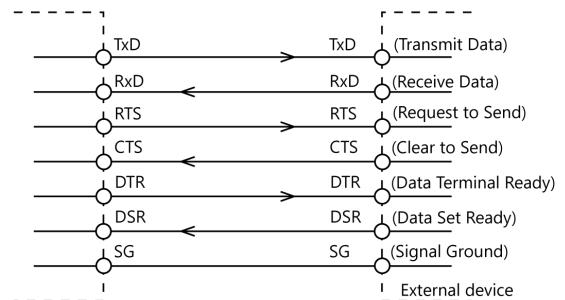 TxD TxD (Transmit Data)
RxD RxD (Receive Data)
RTS RTS (Request to Send)
CTS CTS (Clear to Send)
DTR DTR (Data Terminal Ready)
DSR DSR (Data Set Ready)
SG SG (Signal Ground)
External device